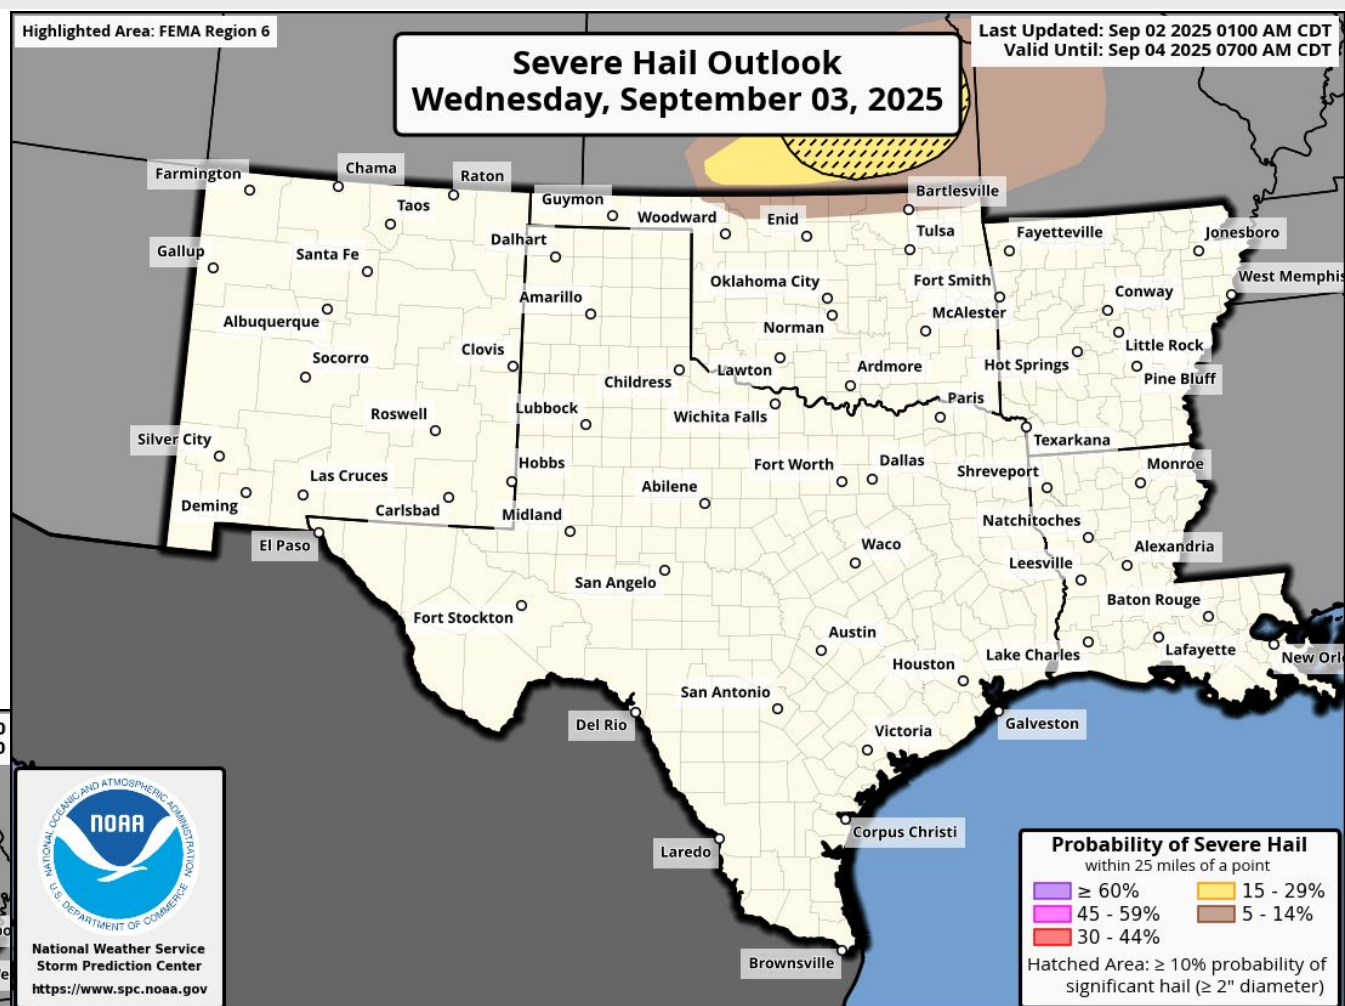 Highlighted Area: FEMA Region 6
Last Updated: Sep 02 2025 0100 AM CDT
Valid Until: Sep 04 2025 0700 AM CDT
Severe Hail Outlook
Wednesday, September 03, 2025
Farmington
Chama
Raton
Taos
Guymon
Woodward
Enid
Bartlesville
Gallup
Santa Fe
Dalhart
Tulsa
Fayetteville
Jonesboro
Albuquerque
Amarillo
Oklahoma City
Fort Smith
West Memphis
Norman
McAlester
Conway
Socorro
Clovis
Childress
Lawton
Ardmore
Hot Springs
Little Rock
Pine Bluff
Roswell
Lubbock
Wichita Falls
Paris
Silver City
Texarkana
Las Cruces
Hobbs
Fort Worth
Dallas
Shreveport
Monroe
Deming
Carlsbad
Midland
Abilene
Natchitoches
El Paso
San Angelo
Waco
Leesville
Alexandria
Fort Stockton
Baton Rouge
Austin
Houston
Lake Charles
Lafayette
New Orl
San Antonio
Del Rio
Galveston
Victoria
Corpus Christi
Laredo
Brownsville
NATIONAL OCEANIC AND ATMOSPHERIC ADMINISTRATION
NOAA
U.S. DEPARTMENT OF COMMERCE
National Weather Service
Storm Prediction Center
https://www.spc.noaa.gov
Probability of Severe Hail
within 25 miles of a point
≥ 60% 15 - 29%
45 - 59% 5 - 14%
30 - 44%
Hatched Area: ≥ 10% probability of
significant hail (≥ 2" diameter)